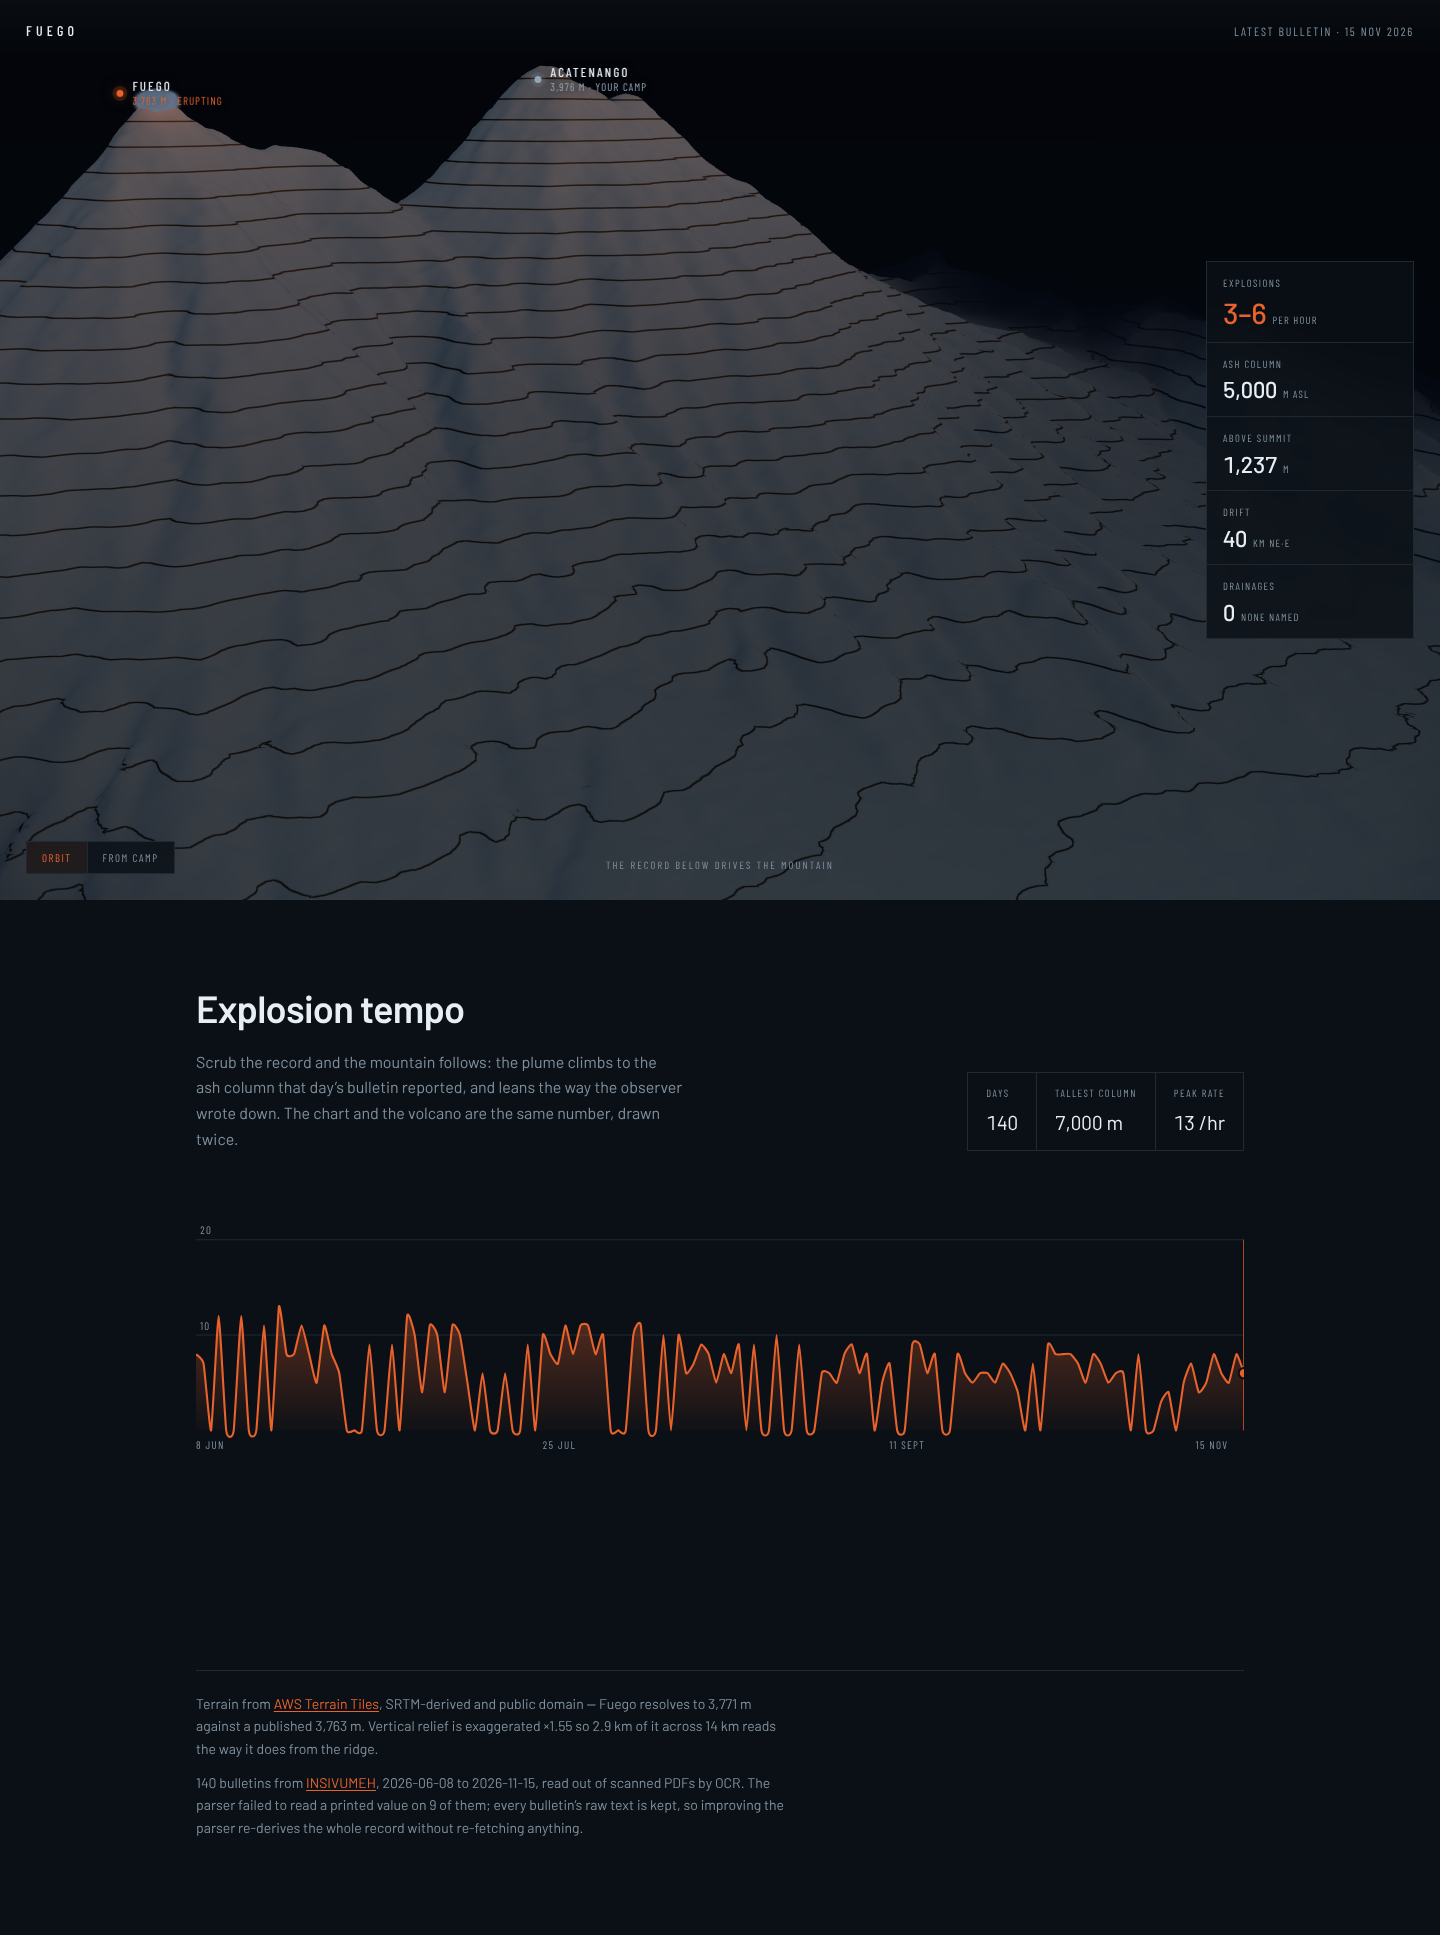 FUEGO
LATEST BULLETIN · 15 NOV 2026
FUEGO
3,763 M · ERUPTING
ACATENANGO
3,976 M · YOUR CAMP
EXPLOSIONS
3–6 PER HOUR
ASH COLUMN
5,000 M ASL
ABOVE SUMMIT
1,237 M
DRIFT
40 KM NE-E
DRAINAGES
0 NONE NAMED
ORBIT
FROM CAMP
THE RECORD BELOW DRIVES THE MOUNTAIN
Explosion tempo
Scrub the record and the mountain follows: the plume climbs to the
ash column that day’s bulletin reported, and leans the way the observer
wrote down. The chart and the volcano are the same number, drawn
twice.
DAYS
140
TALLEST COLUMN
7,000 m
PEAK RATE
13 /hr
20
10
8 JUN
25 JUL
11 SEPT
15 NOV
Terrain from AWS Terrain Tiles, SRTM-derived and public domain — Fuego resolves to 3,771 m
against a published 3,763 m. Vertical relief is exaggerated ×1.55 so 2.9 km of it across 14 km reads
the way it does from the ridge.
140 bulletins from INSIVUMEH, 2026-06-08 to 2026-11-15, read out of scanned PDFs by OCR. The
parser failed to read a printed value on 9 of them; every bulletin’s raw text is kept, so improving the
parser re-derives the whole record without re-fetching anything.